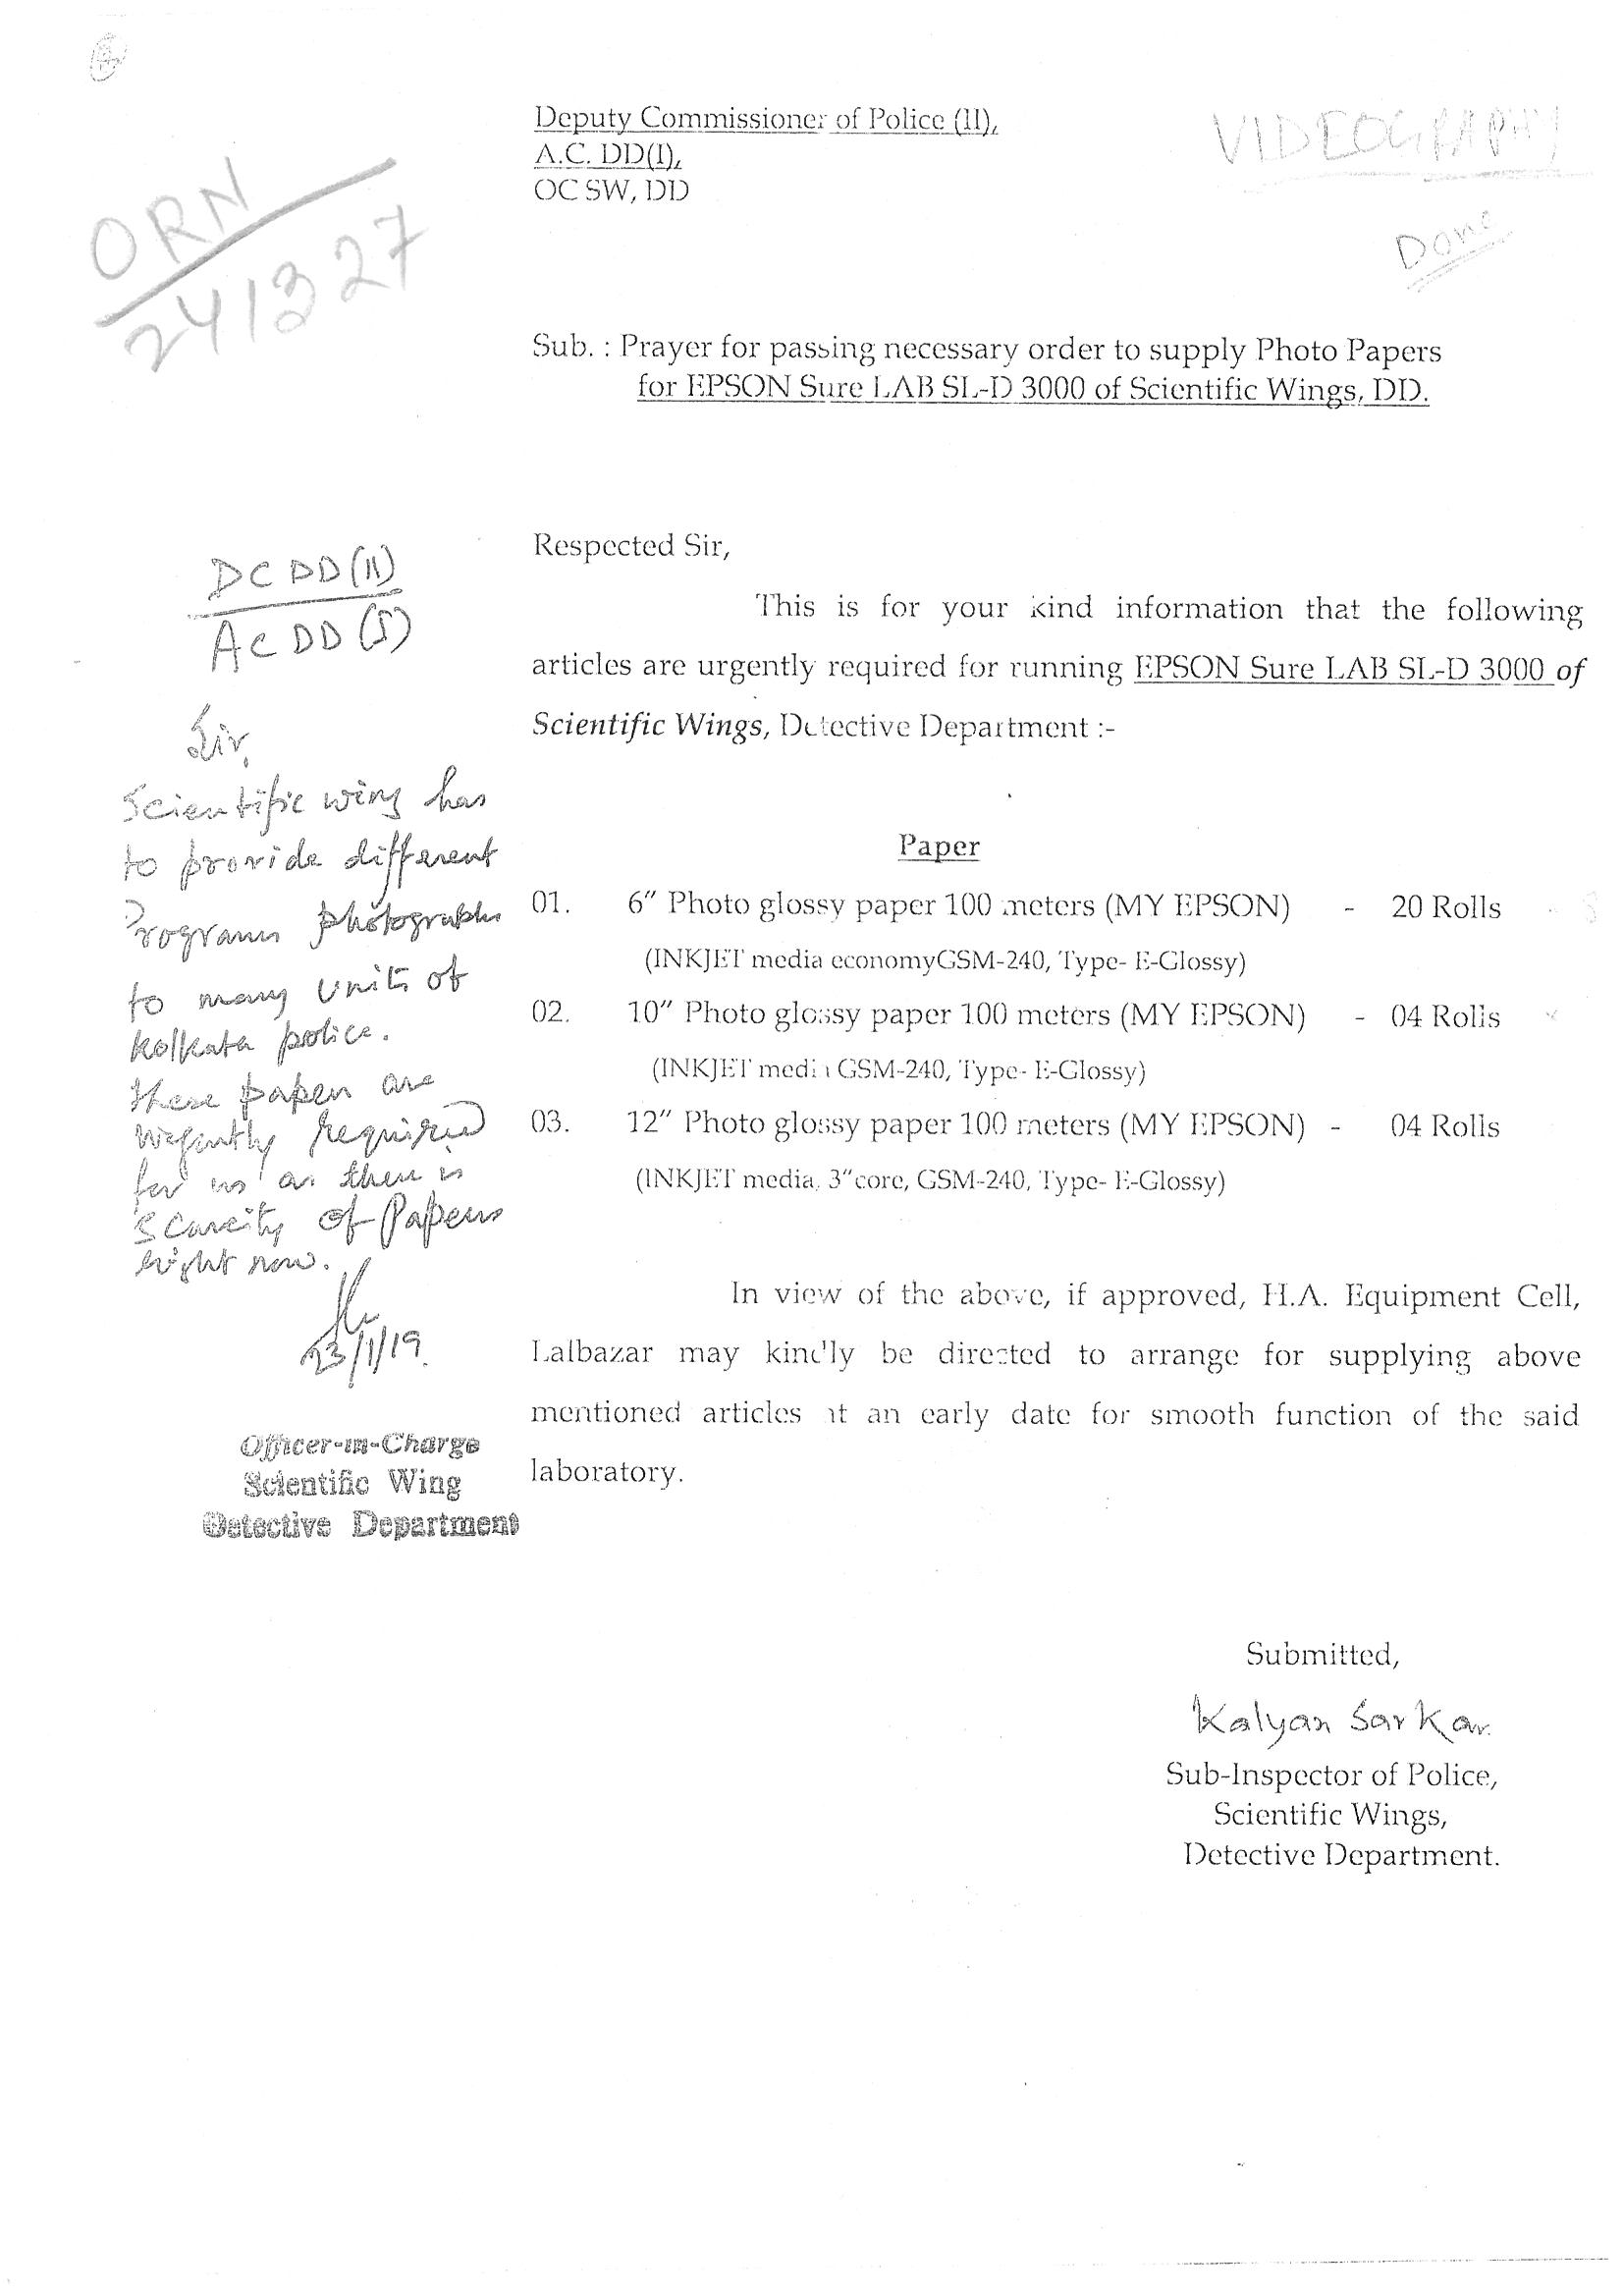 Deputy Commissioner of Police (II),
A.C. DD(I),
OC SW, DD
VIDEOGRAPHY
Done
ORN
241327
Sub. : Prayer for passing necessary order to supply Photo Papers
for EPSON Sure LAB SL-D 3000 of Scientific Wings, DD.
DC DD (II)
AC DD (I)
Sir,
Scientific wing has
to provide different
Programs photographs
to many units of
Kolkata police.
These papers are
urgently required
for us as there is
scarcity of Papers
right now.
23/1/19.
Officer-in-Charge
Scientific Wing
Detective Department
Respected Sir,
This is for your kind information that the following
articles are urgently required for running EPSON Sure LAB SL-D 3000 of
Scientific Wings, Detective Department :-
Paper
01. 6" Photo glossy paper 100 meters (MY EPSON) - 20 Rolls
(INKJET media economyGSM-240, Type- E-Glossy)
02. 10" Photo glossy paper 100 meters (MY EPSON) - 04 Rolls
(INKJET media GSM-240, Type- E-Glossy)
03. 12" Photo glossy paper 100 meters (MY EPSON) - 04 Rolls
(INKJET media, 3"core, GSM-240, Type- E-Glossy)
In view of the above, if approved, H.A. Equipment Cell,
Lalbazar may kindly be directed to arrange for supplying above
mentioned articles at an early date for smooth function of the said
laboratory.
Submitted,
Kalyan Sarkar.
Sub-Inspector of Police,
Scientific Wings,
Detective Department.